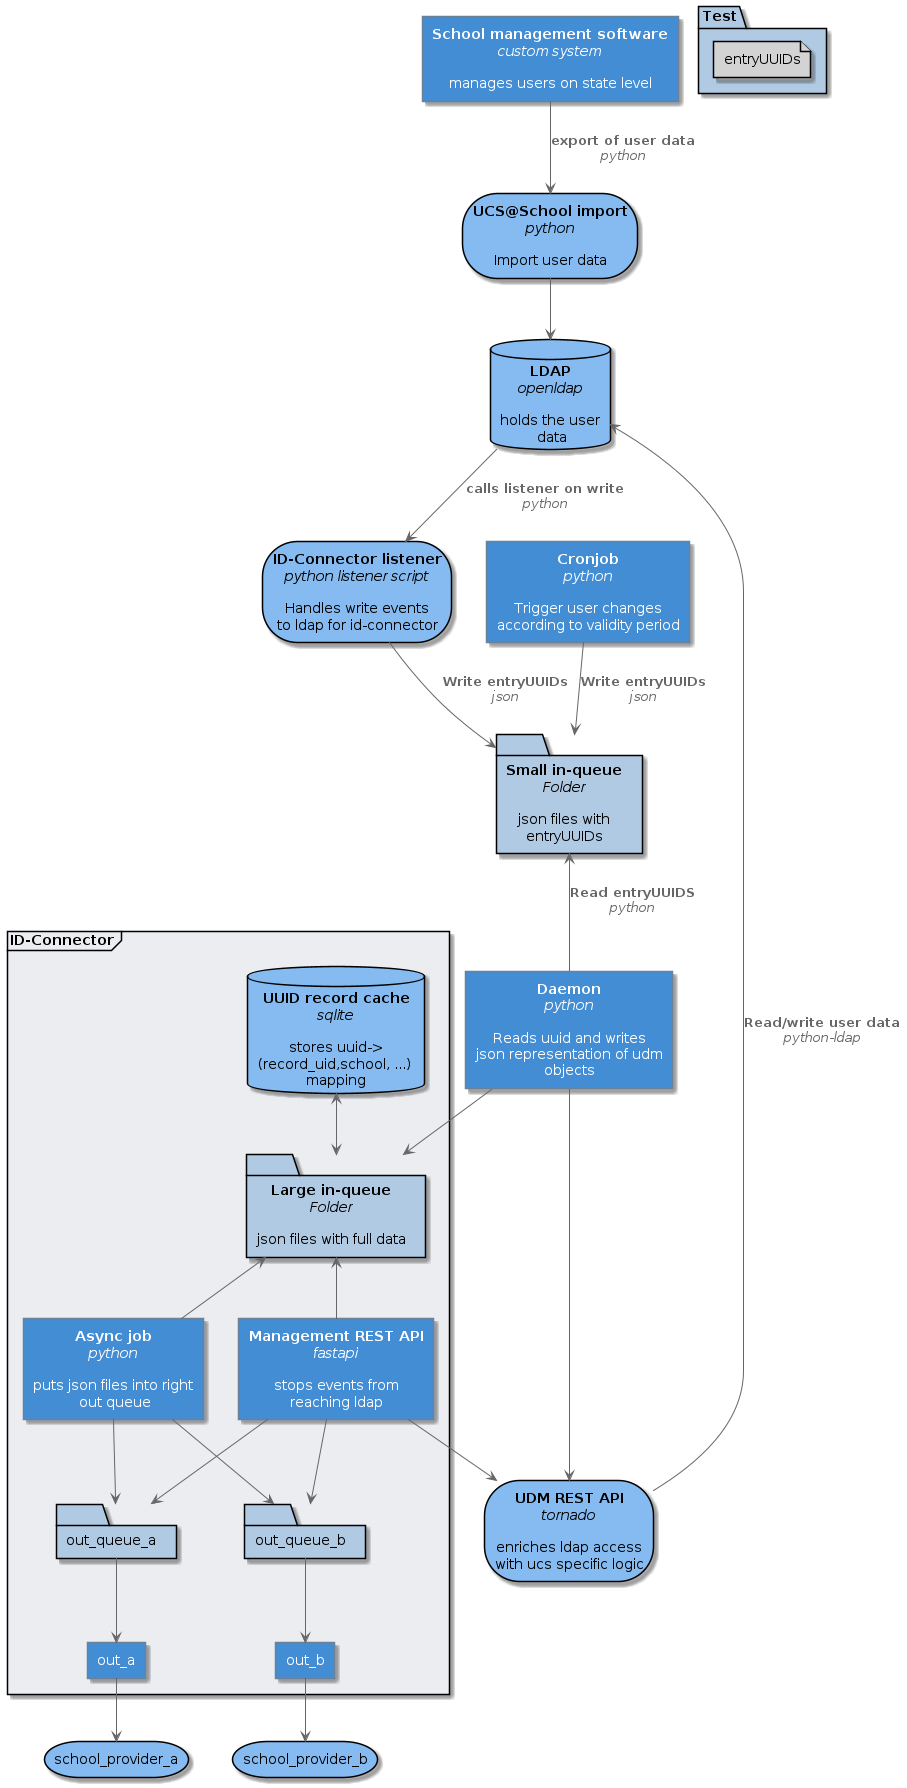 School management software
custom system
manages users on state level
Test
entryUUIDs
export of user data
python
UCS@School import
python
Import user data
LDAP
openldap
holds the user
data
calls listener on write
python
ID-Connector listener
python listener script
Handles write events
to ldap for id-connector
Cronjob
python
Trigger user changes
according to validity period
Write entryUUIDs
json
Write entryUUIDs
json
Small in-queue
Folder
json files with
entryUUIDs
Read entryUUIDS
python
ID-Connector
UUID record cache
sqlite
stores uuid->
(record_uid,school, ...)
mapping
Daemon
python
Reads uuid and writes
json representation of udm
objects
Read/write user data
python-ldap
Large in-queue
Folder
json files with full data
Async job
python
puts json files into right
out queue
Management REST API
fastapi
stops events from
reaching ldap
UDM REST API
tornado
enriches ldap access
with ucs specific logic
out_queue_a
out_queue_b
out_a
out_b
school_provider_a
school_provider_b